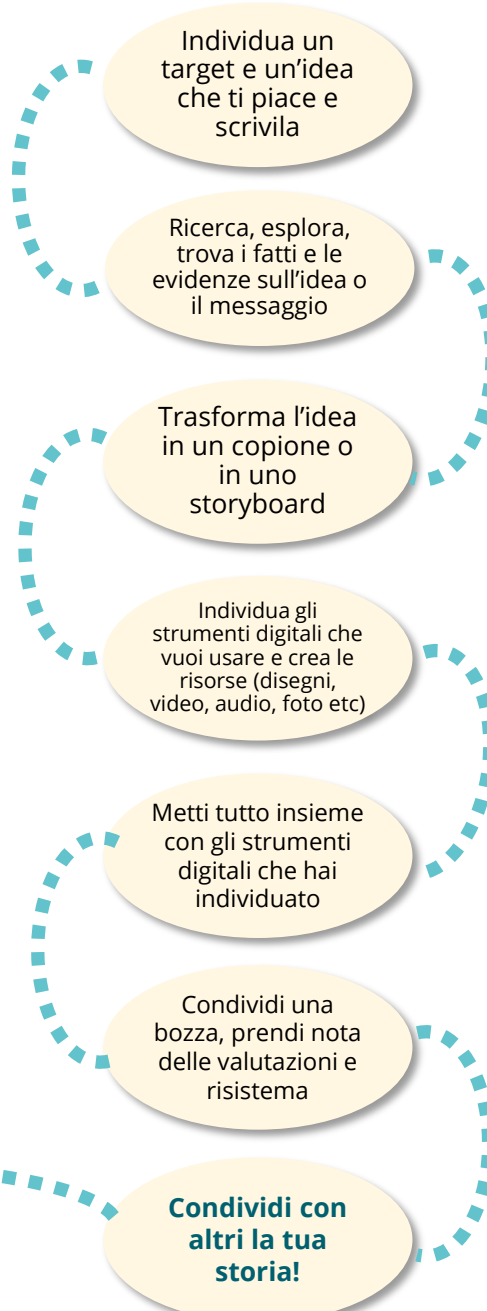 Individua un
target e un’idea
che ti piace e
scrivila
Ricerca, esplora,
trova i fatti e le
evidenze sull’idea o
il messaggio
Trasforma l’idea
in un copione o
in uno
storyboard
Individua gli
strumenti digitali che
vuoi usare e crea le
risorse (disegni,
video, audio, foto etc)
Metti tutto insieme
con gli strumenti
digitali che hai
individuato
Condividi una
bozza, prendi nota
delle valutazioni e
risistema
Condividi con
altri la tua
storia!